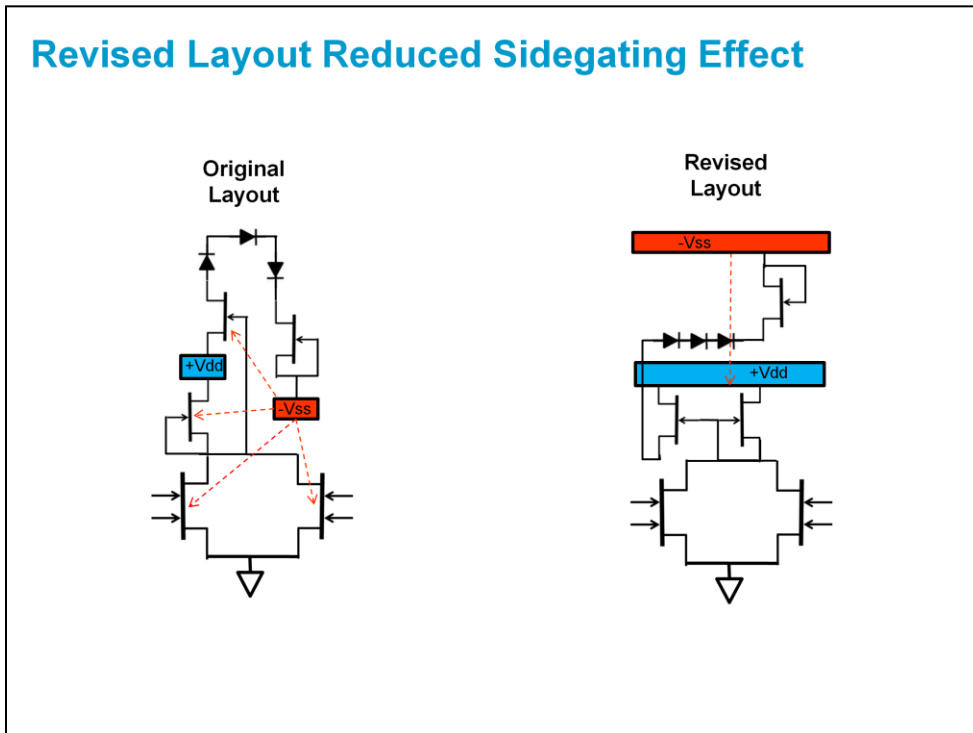 Revised Layout Reduced Sidegating Effect
Original
Layout
+Vdd
-Vss
Revised
Layout
-Vss
+Vdd